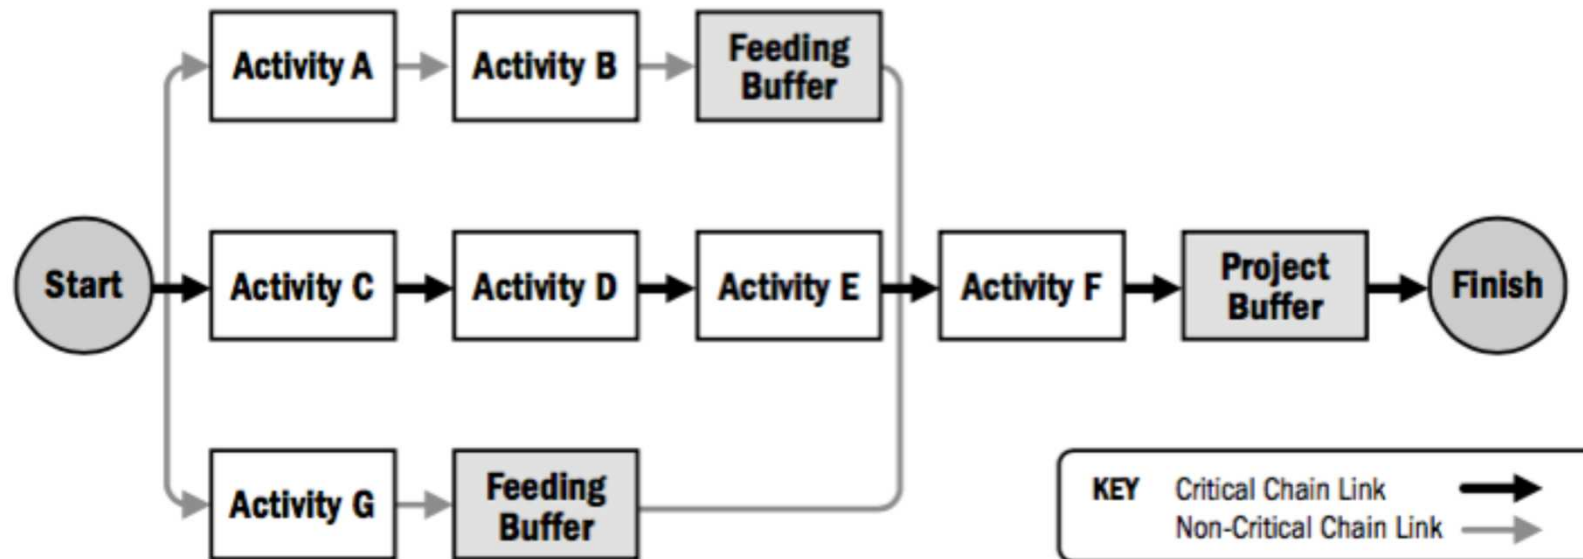 Activity A
Activity B
Feeding
Buffer
Start
Activity C
Activity D
Activity E
Activity F
Project
Buffer
Finish
Activity G
Feeding
Buffer
KEY Critical Chain Link
Non-Critical Chain Link